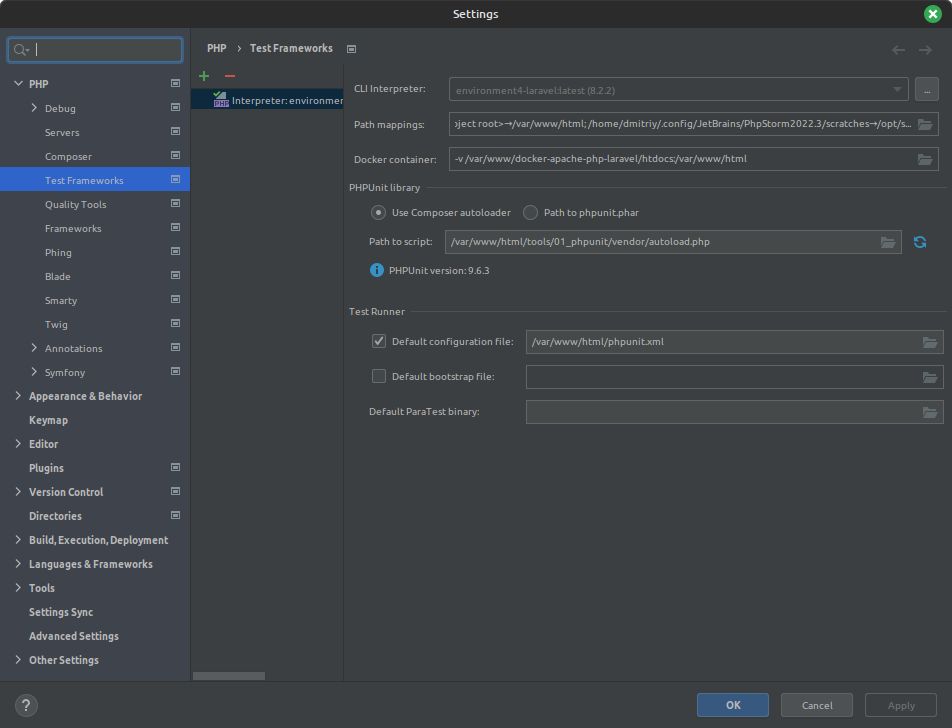 Settings
PHP
Debug
Servers
Composer
Test Frameworks
Quality Tools
Frameworks
Phing
Blade
Smarty
Twig
Annotations
Symfony
Appearance & Behavior
Keymap
Editor
Plugins
Version Control
Directories
Build, Execution, Deployment
Languages & Frameworks
Tools
Settings Sync
Advanced Settings
Other Settings
PHP › Test Frameworks
PHP Interpreter: environmer
CLI Interpreter: environment4-laravel:latest (8.2.2) ...
Path mappings: oject root>→/var/www/html; /home/dmitriy/.config/JetBrains/PhpStorm2022.3/scratches→/opt/s...
Docker container: -v /var/www/docker-apache-php-laravel/htdocs:/var/www/html
PHPUnit library
Use Composer autoloader Path to phpunit.phar
Path to script: /var/www/html/tools/01_phpunit/vendor/autoload.php
PHPUnit version: 9.6.3
Test Runner
Default configuration file: /var/www/html/phpunit.xml
Default bootstrap file:
Default ParaTest binary:
? OK Cancel Apply